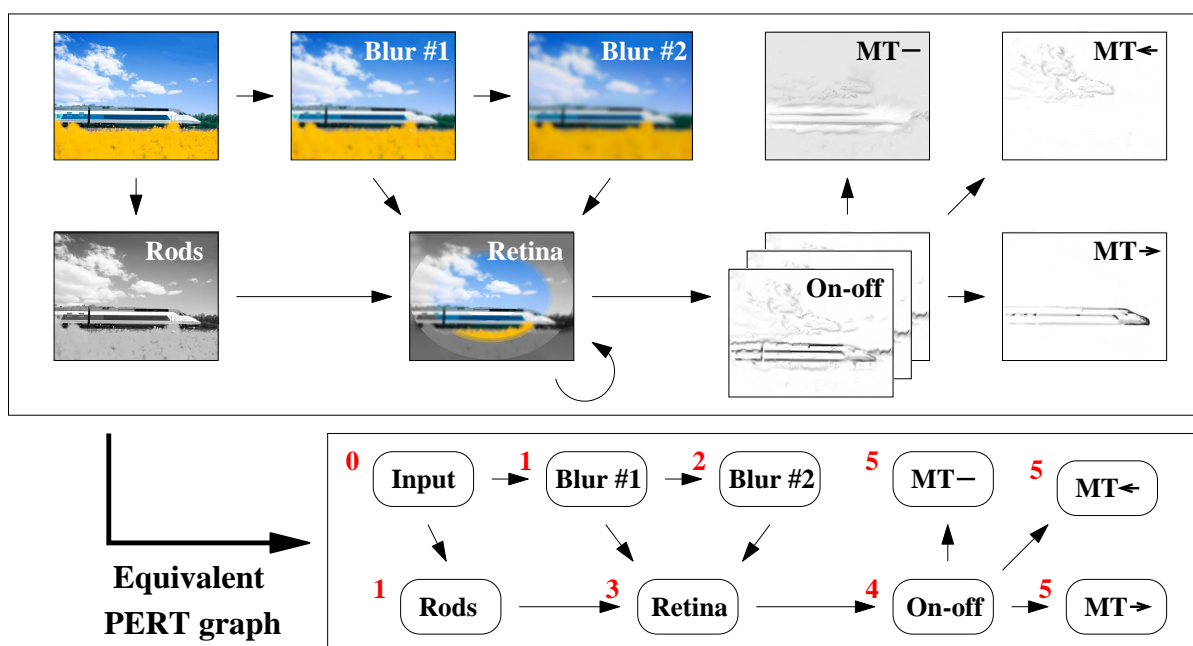 Blur #1
Blur #2
MT—
MT←
Rods
Retina
On-off
MT→
0 Input
1 Blur #1
2 Blur #2
5 MT—
5 MT←
1 Rods
3 Retina
4 On-off
5 MT→
Equivalent
PERT graph